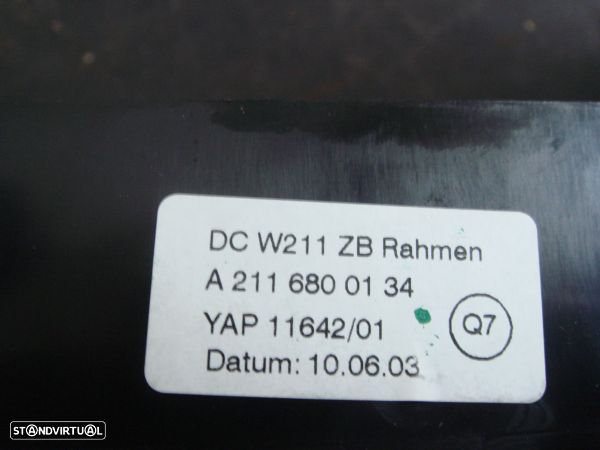 DC W211 ZB Rahmen
A 211 680 01 34
YAP 11642/01
Q7
Datum: 10.06.03
STANDVIRTUAL